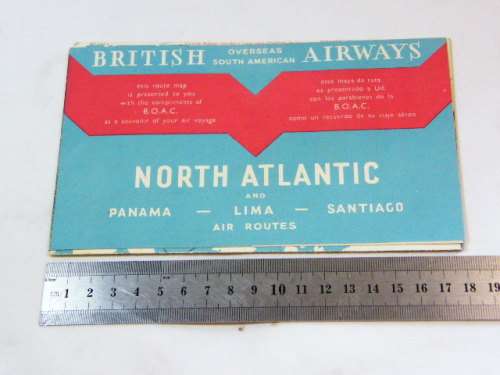 BRITISH OVERSEAS SOUTH AMERICAN AIRWAYS
this route map
is presented to you
with the compliments of
B.O.A.C.
as a souvenir of your air voyage
este mapa de ruta
es presentado a Ud.
con los parabienes de la
B.O.A.C.
como un recuerdo de su viaje aéreo
NORTH ATLANTIC
AND
PANAMA — LIMA — SANTIAGO
AIR ROUTES
cm 1 2 3 4 5 6 7 8 9 10 11 12 13 14 15 16 17 18 19